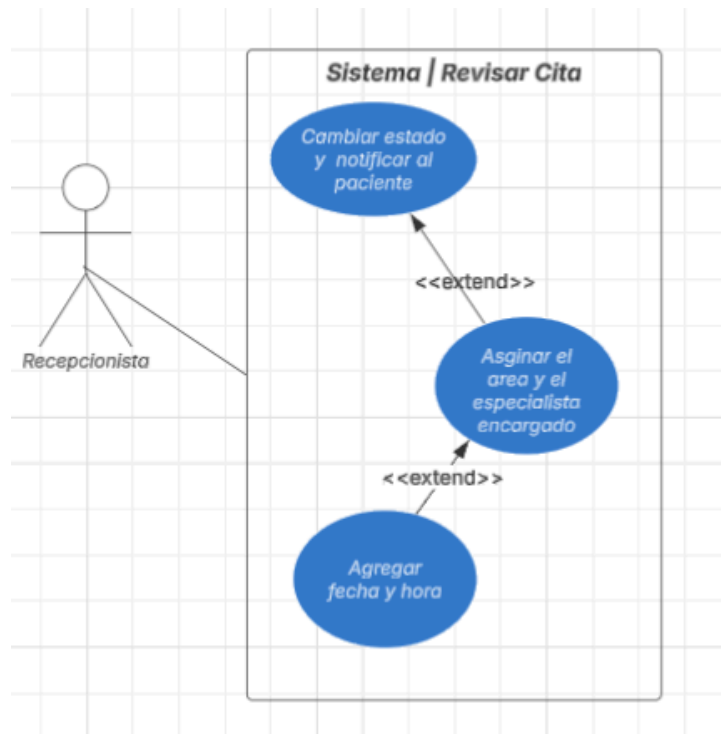 Sistema | Revisar Cita
Cambiar estado
y notificar al
paciente
<<extend>>
Recepcionista
Asginar el
area y el
especialista
encargado
<<extend>>
Agregar
fecha y hora